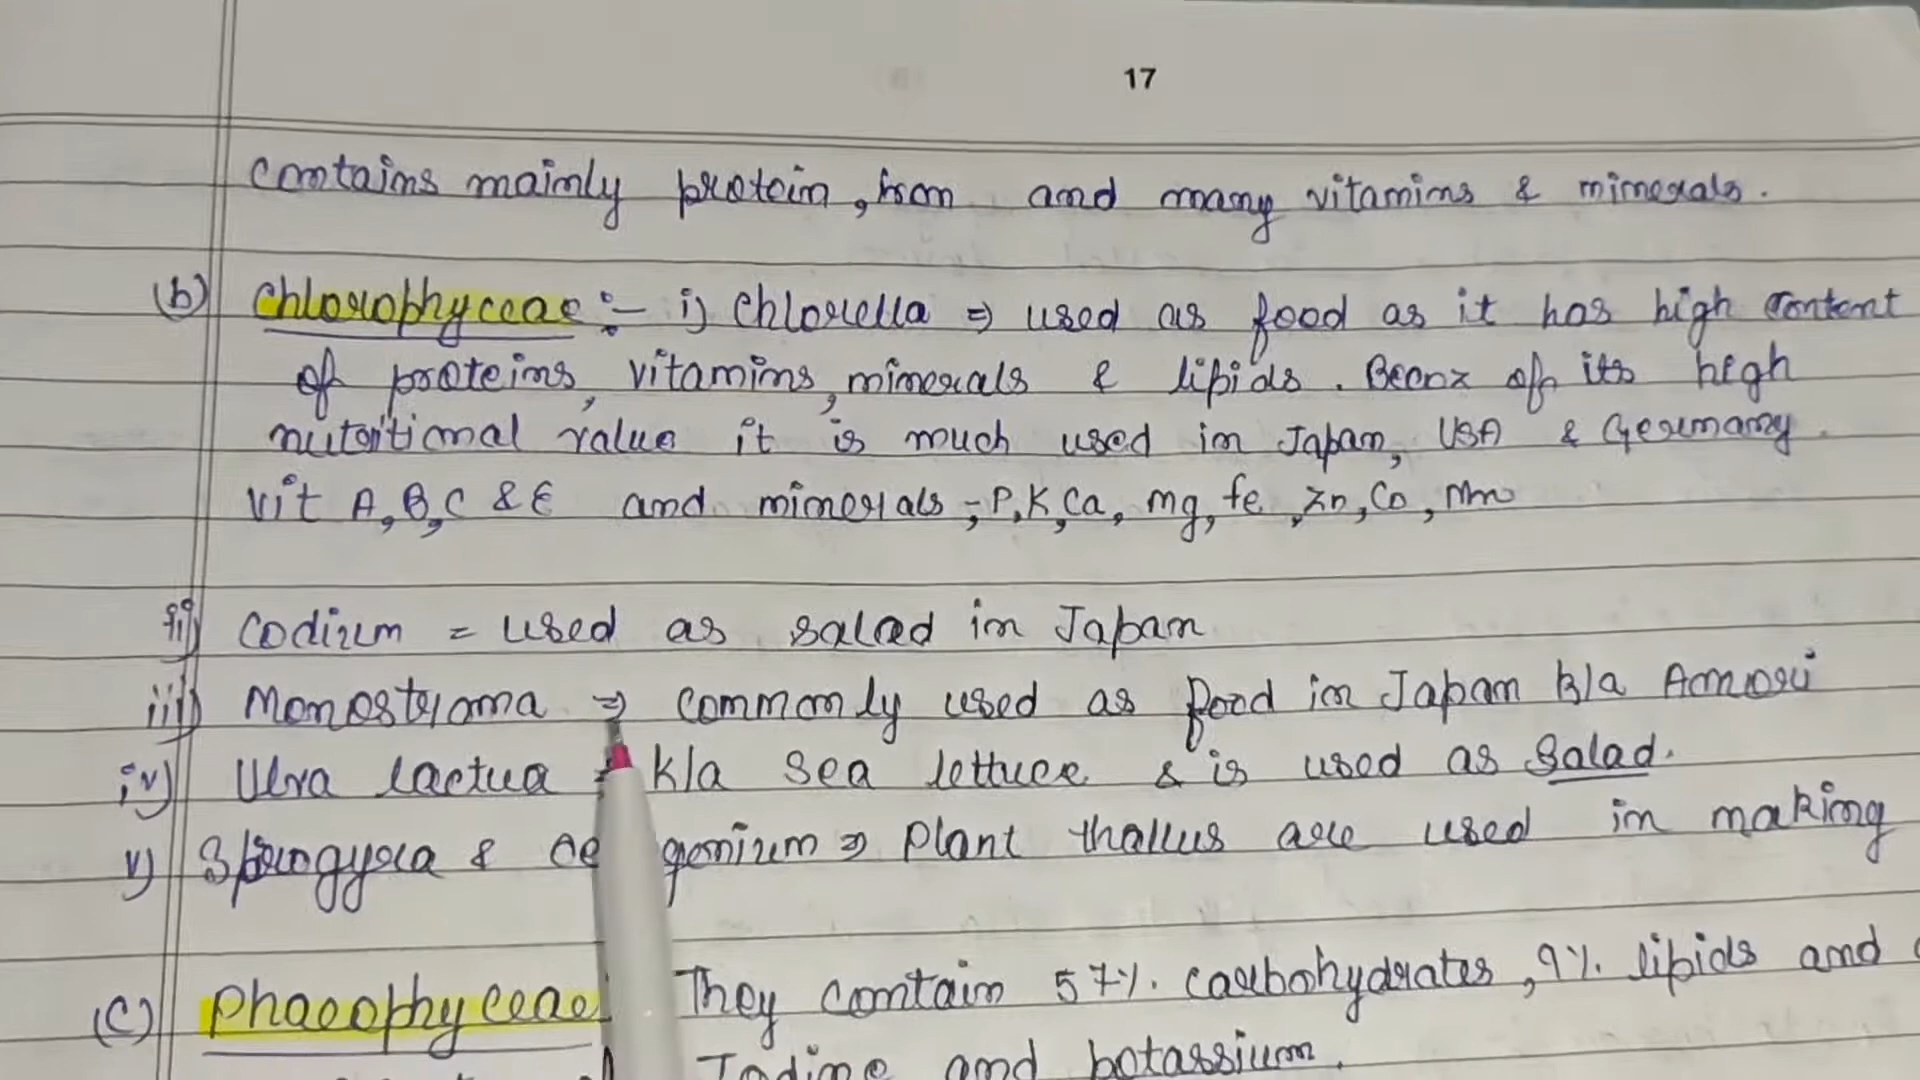 17
contains mainly protein, iron and many vitamins & minerals.
(b) Chlorophyceae :- i) Chlorella ⇒ used as food as it has high content
of proteins, vitamins, minerals & lipids. Becoz of its high
nutritional value it is much used in Japan, USA & Germany.
vit A, B, C & E and minerals ; P, K, Ca, mg, fe, Zn, Co, Mn
ii) Codium = used as salad in Japan
iii) Monostroma ⇒ Commonly used as food in Japan k/a Aonori
iv) Ulva lactua k/a sea lettuce & is used as salad.
v) Spirogyra & Oe gonium ⇒ Plant thallus are used in making
(c) Phaeophyceae They contain 57%. carbohydrates, 9%. lipids and
Iodine and potassium.